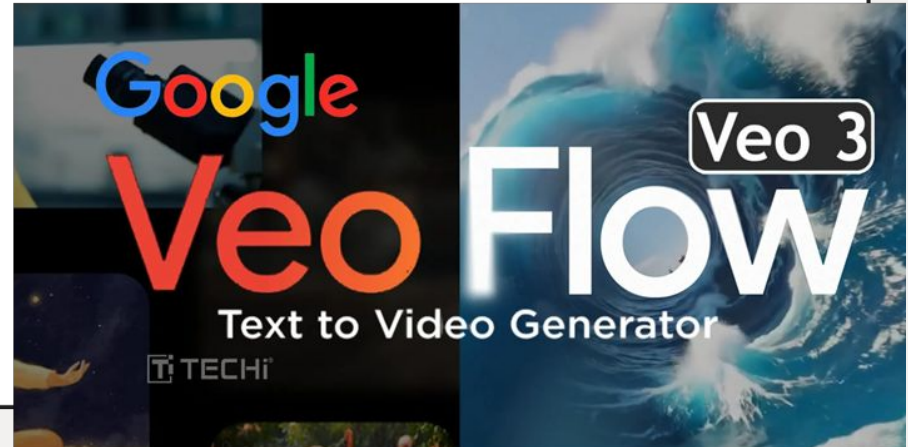 Google
Veo 3
Veo Flow
Text to Video Generator
TECHi